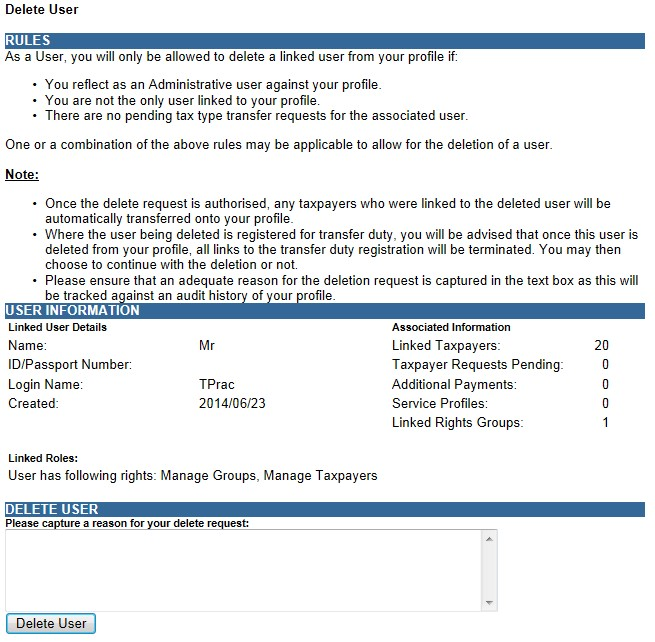 Delete User
RULES
As a User, you will only be allowed to delete a linked user from your profile if:
• You reflect as an Administrative user against your profile.
• You are not the only user linked to your profile.
• There are no pending tax type transfer requests for the associated user.
One or a combination of the above rules may be applicable to allow for the deletion of a user.
Note:
• Once the delete request is authorised, any taxpayers who were linked to the deleted user will be
automatically transferred onto your profile.
• Where the user being deleted is registered for transfer duty, you will be advised that once this user is
deleted from your profile, all links to the transfer duty registration will be terminated. You may then
choose to continue with the deletion or not.
• Please ensure that an adequate reason for the deletion request is captured in the text box as this will
be tracked against an audit history of your profile.
USER INFORMATION
Linked User Details Associated Information
Name: Mr Linked Taxpayers: 20
ID/Passport Number: Taxpayer Requests Pending: 0
Login Name: TPrac Additional Payments: 0
Created: 2014/06/23 Service Profiles: 0
Linked Rights Groups: 1
Linked Roles:
User has following rights: Manage Groups, Manage Taxpayers
DELETE USER
Please capture a reason for your delete request:
Delete User